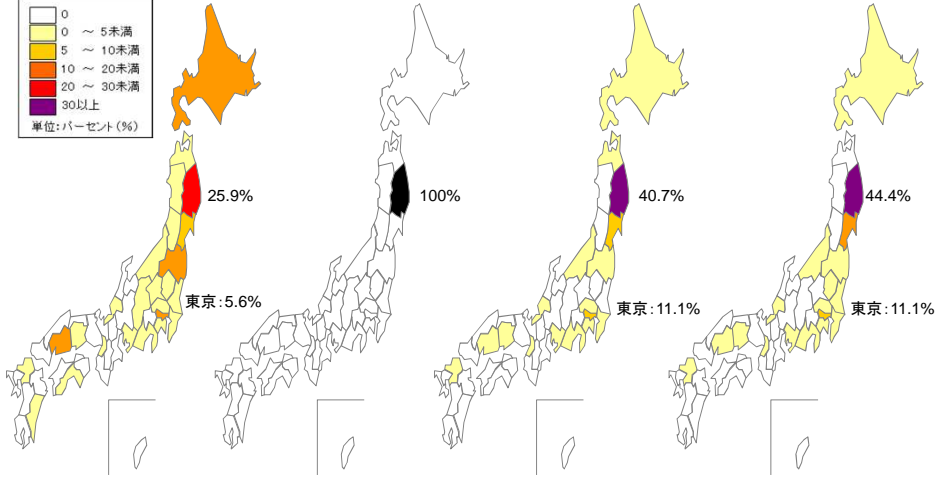 0
0 ～ 5未満
5 ～ 10未満
10 ～ 20未満
20 ～ 30未満
30以上
単位:パーセント(%)
25.9%
100%
40.7%
44.4%
東京:5.6%
東京:11.1%
東京:11.1%